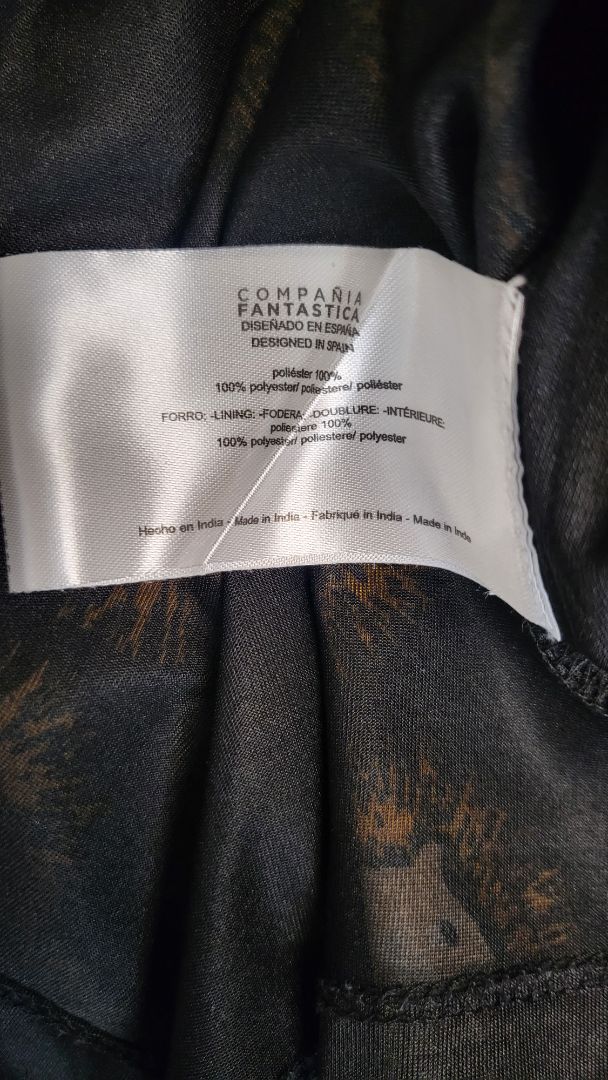 COMPAÑIA
FANTASTICA
DISEÑADO EN ESPAÑA
DESIGNED IN SPAIN
poliéster 100%
100% polyester/ poliestere/ poliéster
FORRO: -LINING: -FODERA: -DOUBLURE: -INTÉRIEURE:
poliestere 100%
100% polyester/ poliestere/ polyester
Hecho en India - Made in India - Fabriqué in India - Made in India